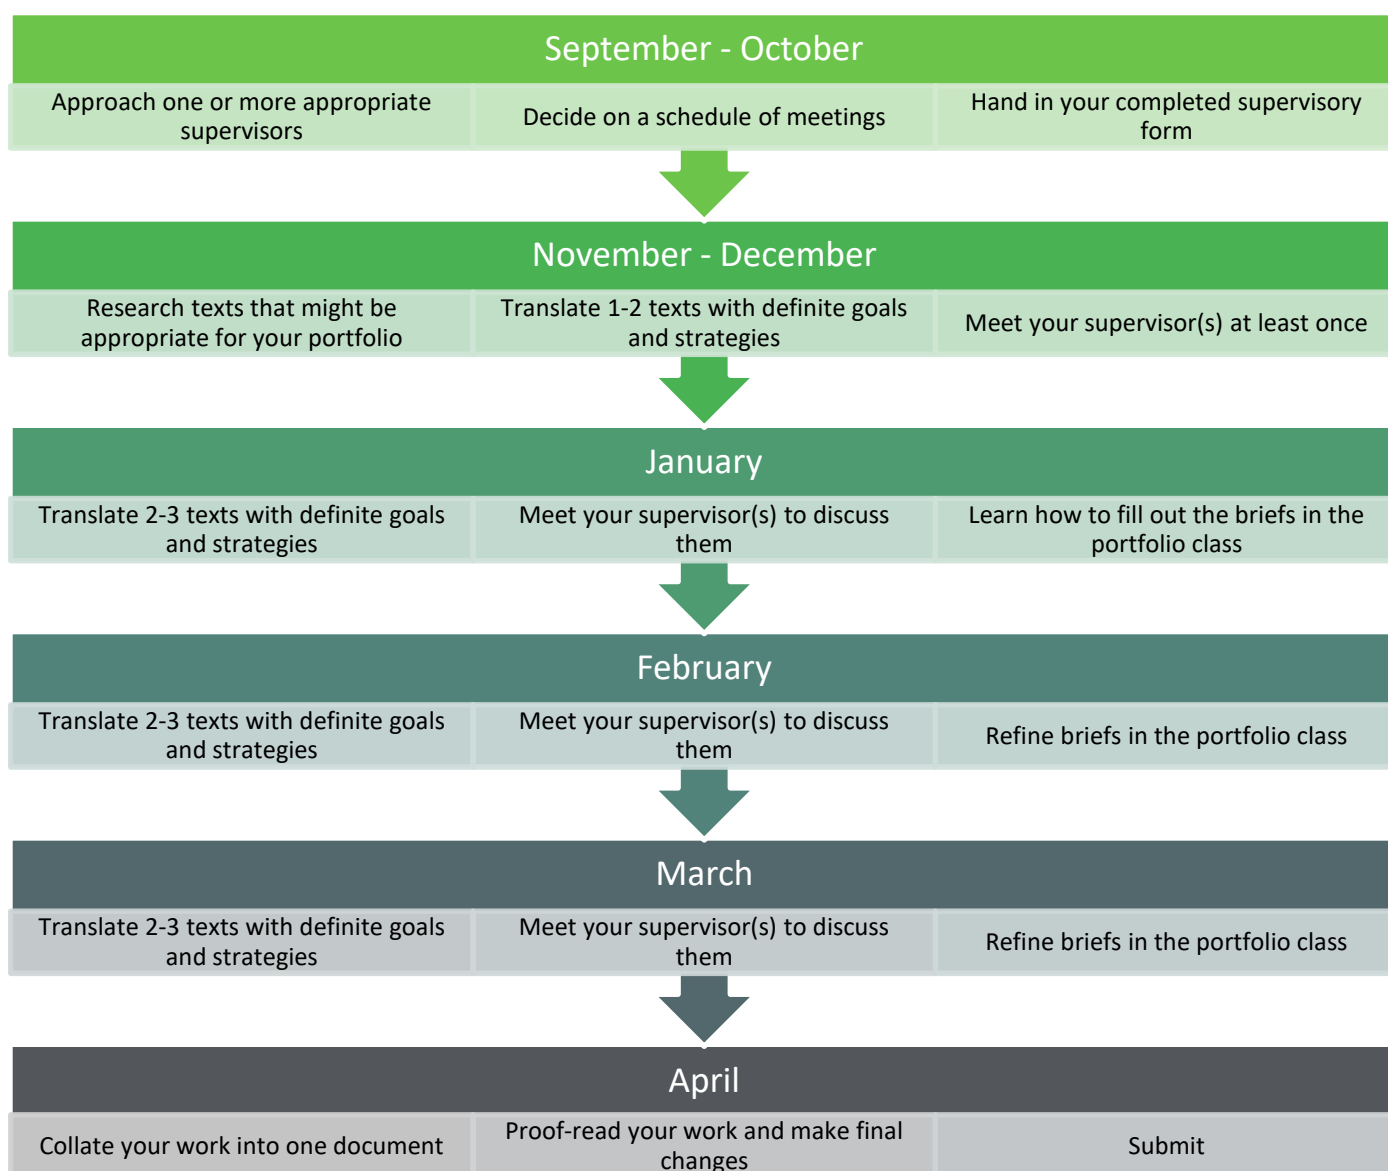 September - October
Approach one or more appropriate
supervisors
Decide on a schedule of meetings
Hand in your completed supervisory
form
November - December
Research texts that might be
appropriate for your portfolio
Translate 1-2 texts with definite goals
and strategies
Meet your supervisor(s) at least once
January
Translate 2-3 texts with definite goals
and strategies
Meet your supervisor(s) to discuss
them
Learn how to fill out the briefs in the
portfolio class
February
Translate 2-3 texts with definite goals
and strategies
Meet your supervisor(s) to discuss
them
Refine briefs in the portfolio class
March
Translate 2-3 texts with definite goals
and strategies
Meet your supervisor(s) to discuss
them
Refine briefs in the portfolio class
April
Collate your work into one document
Proof-read your work and make final
changes
Submit